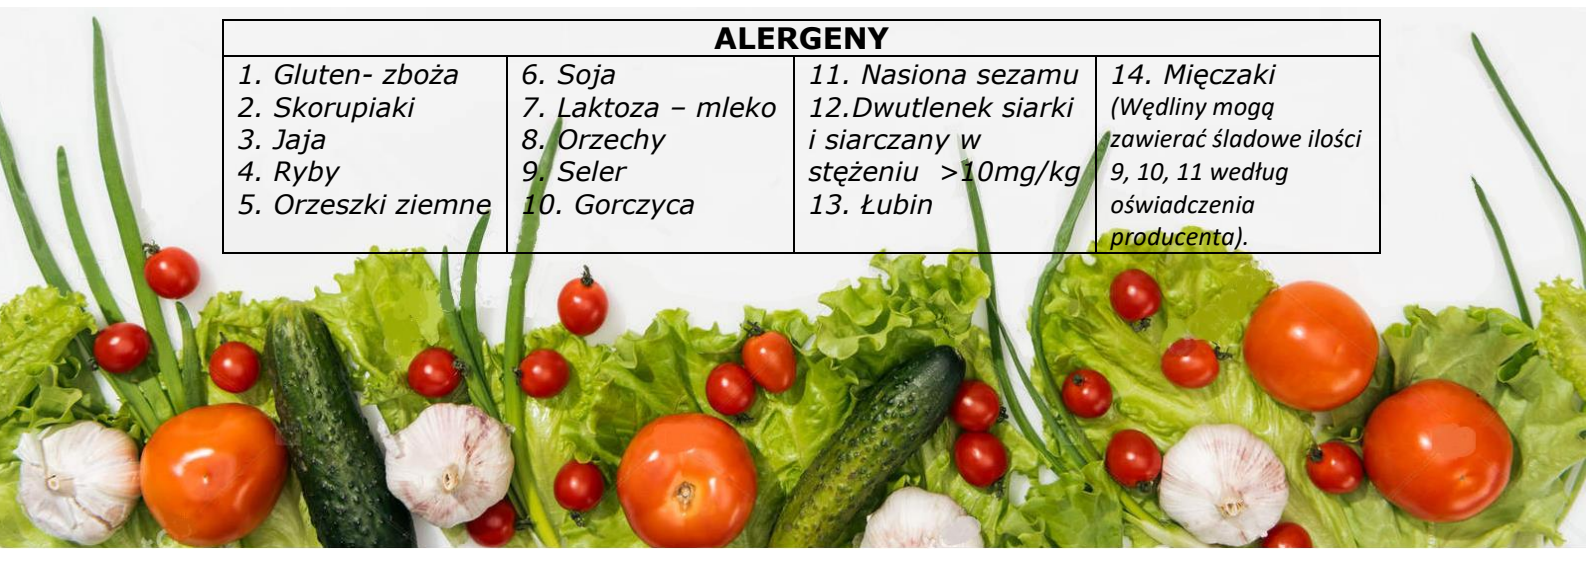 ALERGENY
1. Gluten- zboża
2. Skorupiaki
3. Jaja
4. Ryby
5. Orzeszki ziemne
6. Soja
7. Laktoza – mleko
8. Orzechy
9. Seler
10. Gorczyca
11. Nasiona sezamu
12.Dwutlenek siarki
i siarczany w
stężeniu >10mg/kg
13. Łubin
14. Mięczaki
(Wędliny mogą
zawierać śladowe ilości
9, 10, 11 według
oświadczenia
producenta).